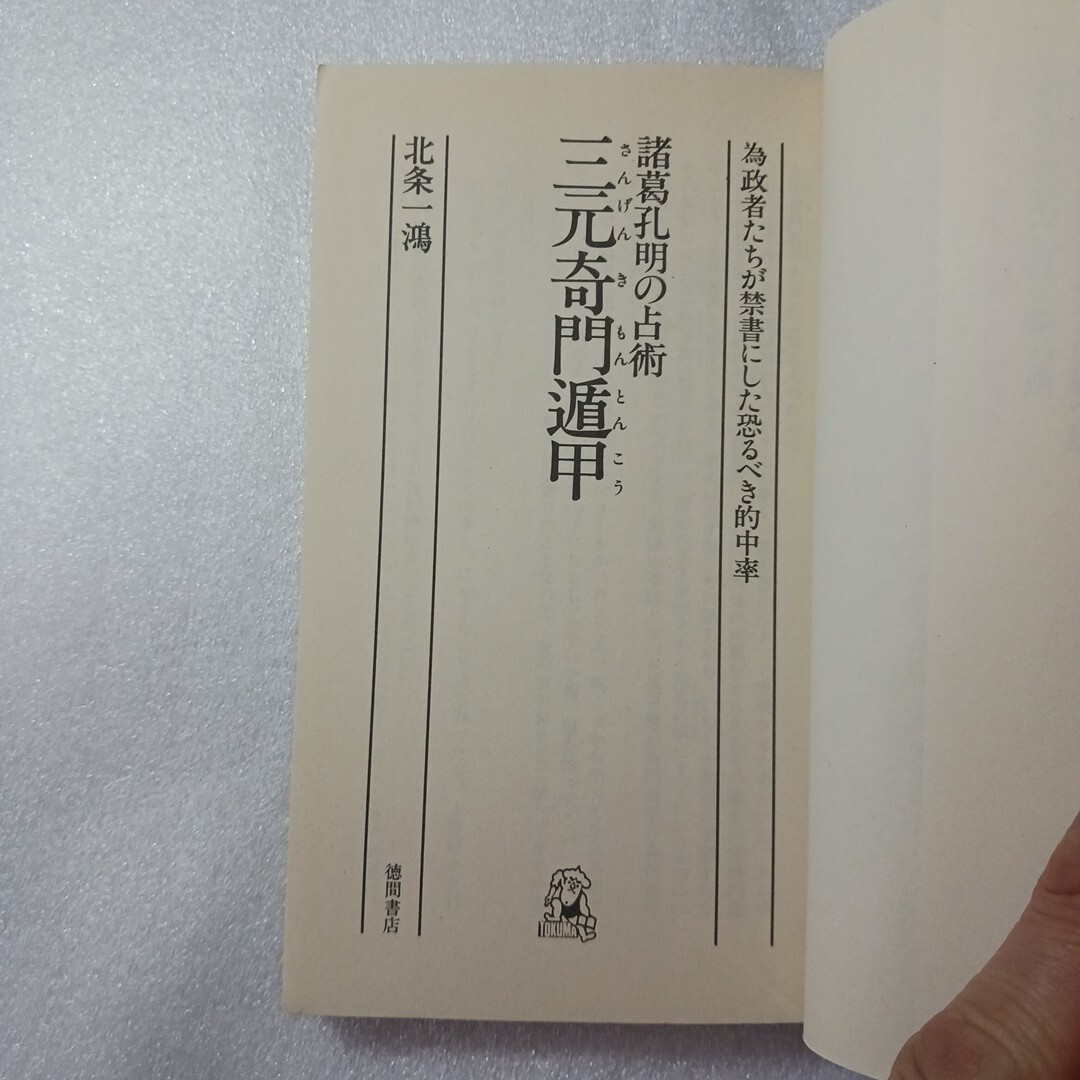 為政者たちが禁書にした恐るべき的中率
諸葛孔明の占術
三元奇門遁甲
さんげんきもんとんこう
北条一鴻
徳間書店
TOKUMA